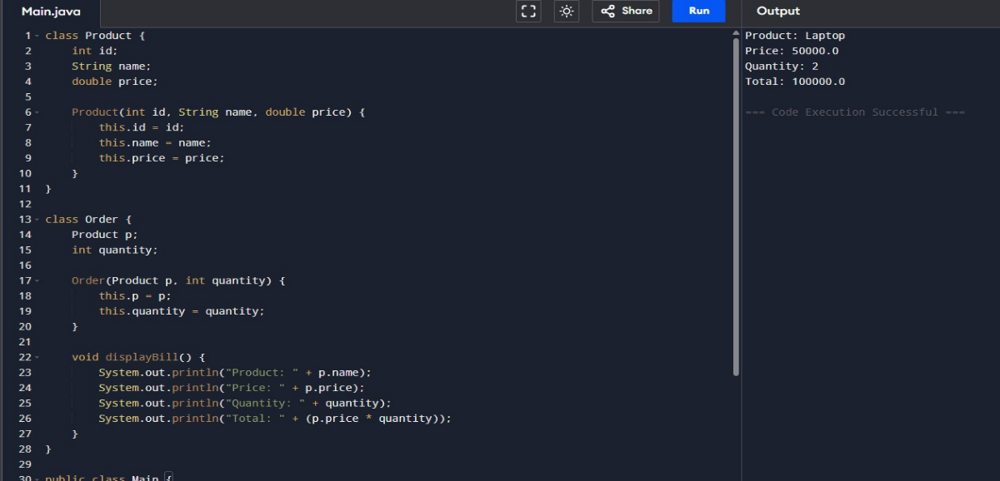 Main.java Share Run Output
1 class Product {
2     int id;
3     String name;
4     double price;
5
6     Product(int id, String name, double price) {
7         this.id = id;
8         this.name = name;
9         this.price = price;
10     }
11 }
12
13 class Order {
14     Product p;
15     int quantity;
16
17     Order(Product p, int quantity) {
18         this.p = p;
19         this.quantity = quantity;
20     }
21
22     void displayBill() {
23         System.out.println("Product: " + p.name);
24         System.out.println("Price: " + p.price);
25         System.out.println("Quantity: " + quantity);
26         System.out.println("Total: " + (p.price * quantity));
27     }
28 }
29
30 public class Main {
Product: Laptop
Price: 50000.0
Quantity: 2
Total: 100000.0
=== Code Execution Successful ===